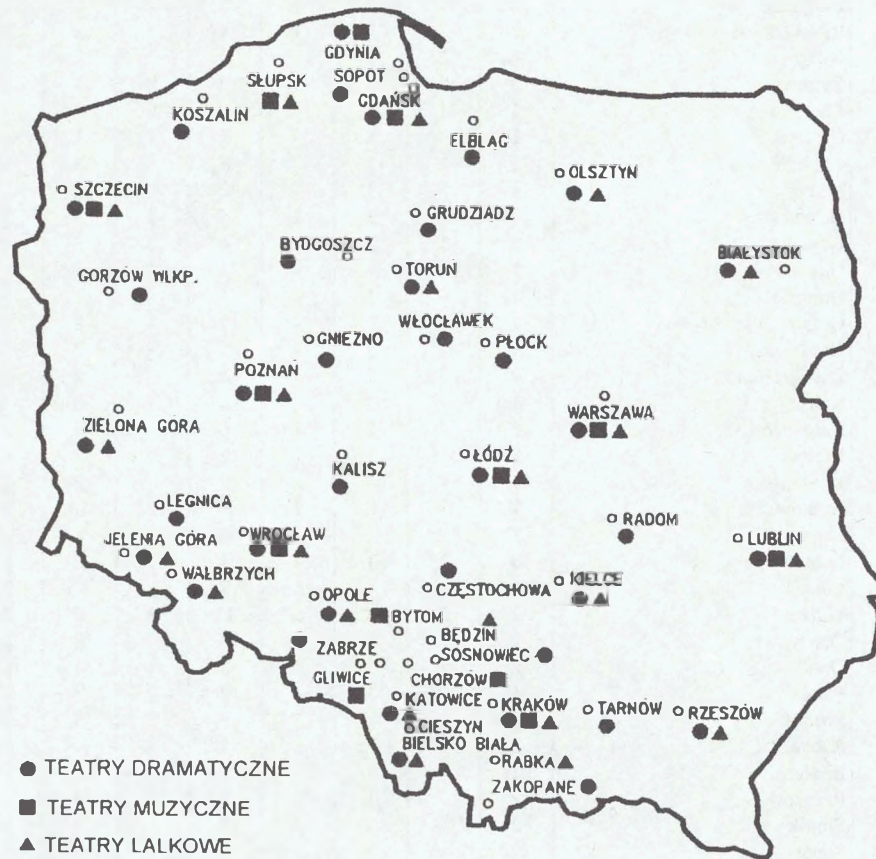 GDYNIA
SŁUPSK
SOPOT
KOSZALIN
GDAŃSK
ELBLAG
SZCZECIN
OLSZTYN
GRUDZIADZ
BYDGOSZCZ
BIAŁYSTOK
TORUŃ
GORZÓW WLKP.
WŁOCŁAWEK
GNIEZNO
PŁOCK
POZNAŃ
WARSZAWA
ZIELONA GÓRA
ŁÓDŹ
KALISZ
LEGNICA
RADOM
WROCŁAW
LUBLIN
JELENIA GÓRA
WAŁBRZYCH
KIELCE
CZĘSTOCHOWA
OPOLE
BYTOM
BĘDZIN
ZABRZE
SOSNOWIEC
GLIWICE
CHORZÓW
KATOWICE
KRAKÓW
TARNÓW
RZESZÓW
CIESZYN
BIELSKO BIAŁA
RABKA
ZAKOPANE
TEATRY DRAMATYCZNE
TEATRY MUZYCZNE
TEATRY LALKOWE